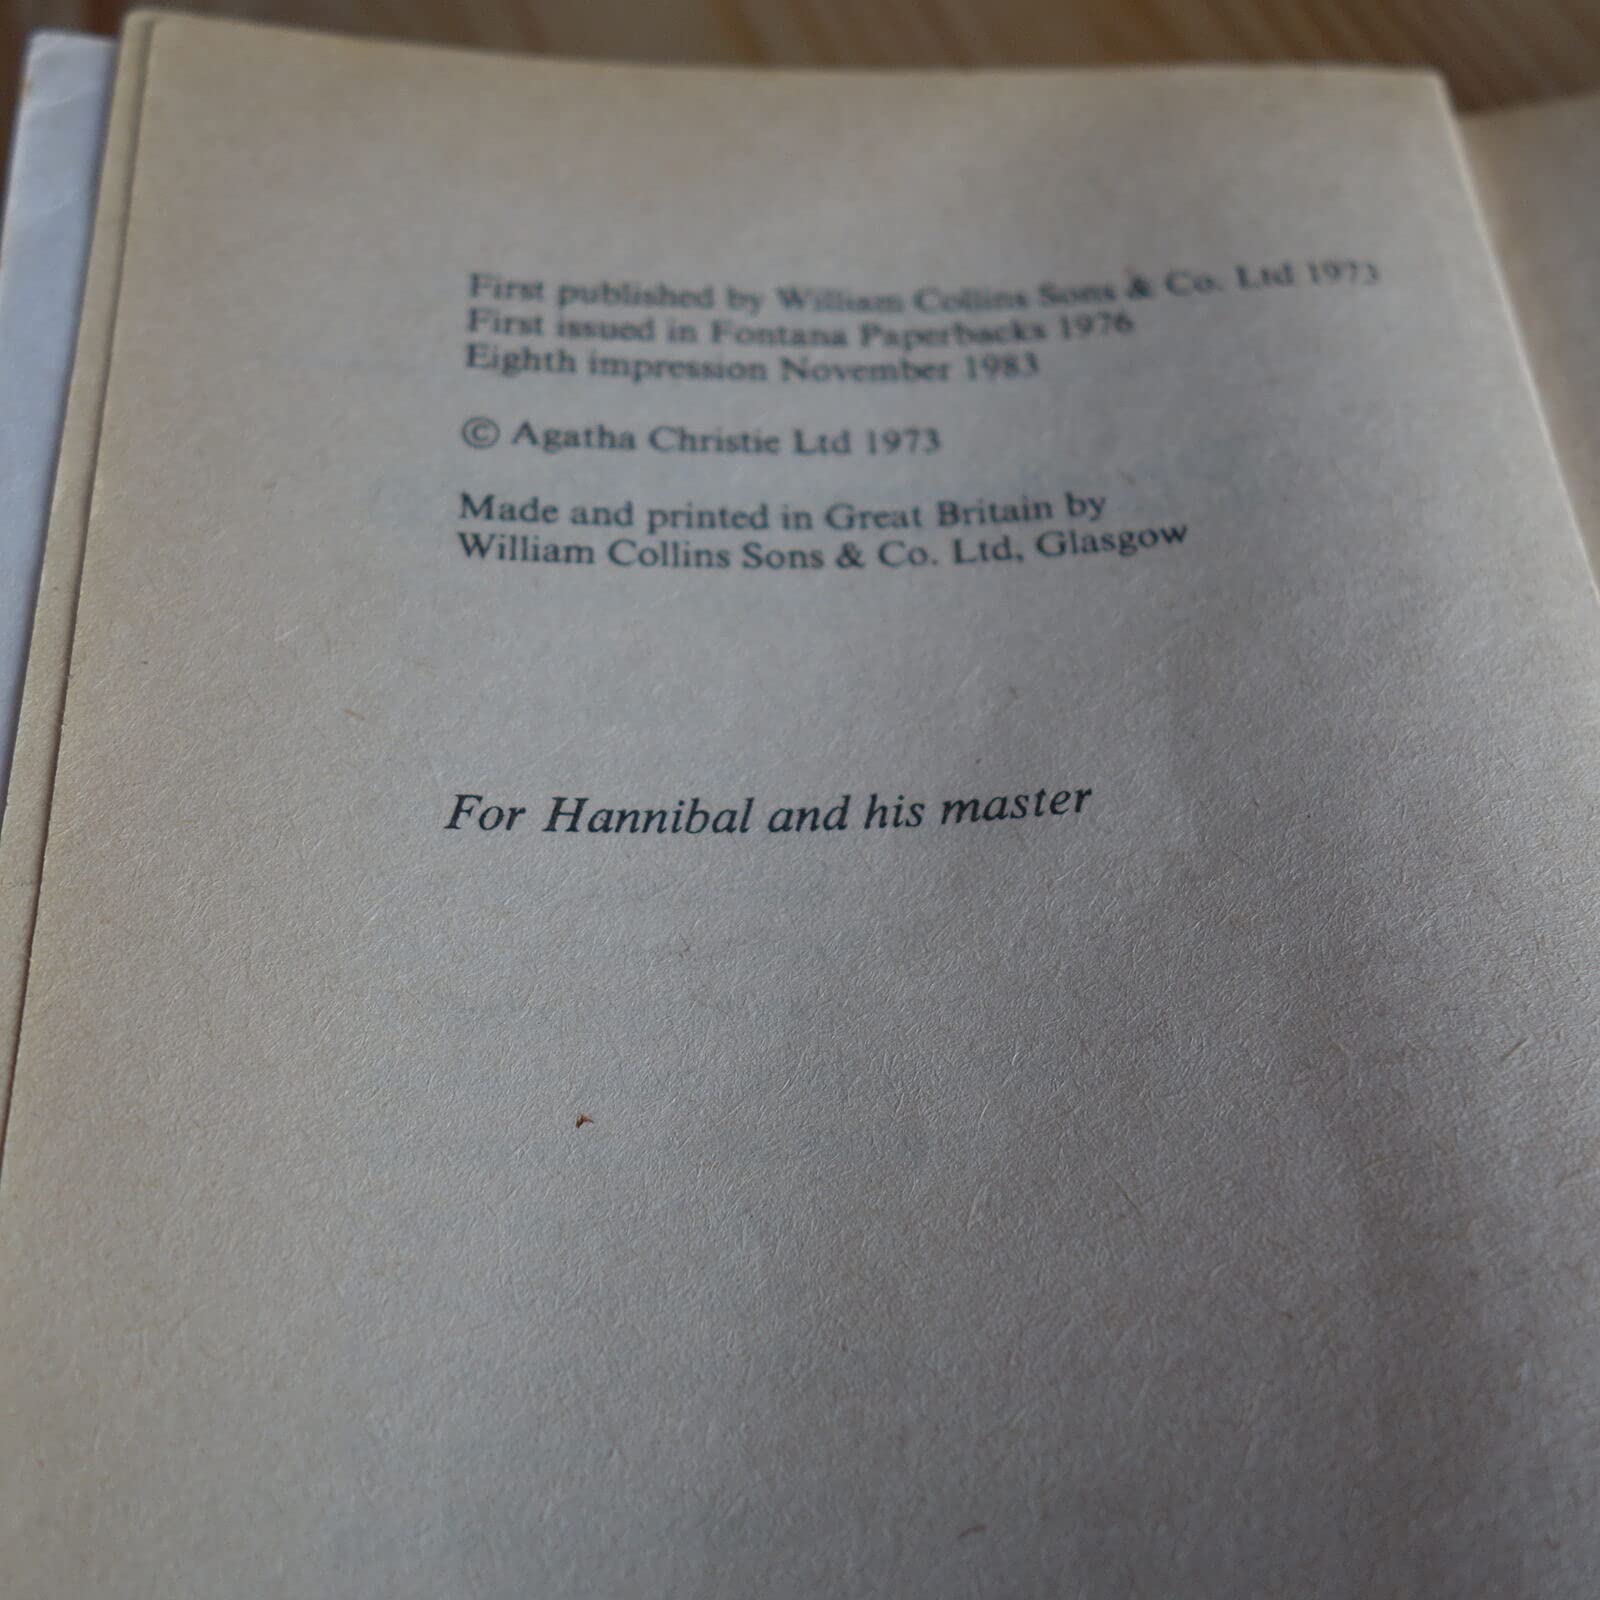 First published by William Collins Sons & Co. Ltd 1973
First issued in Fontana Paperbacks 1976
Eighth impression November 1983
© Agatha Christie Ltd 1973
Made and printed in Great Britain by
William Collins Sons & Co. Ltd, Glasgow
For Hannibal and his master